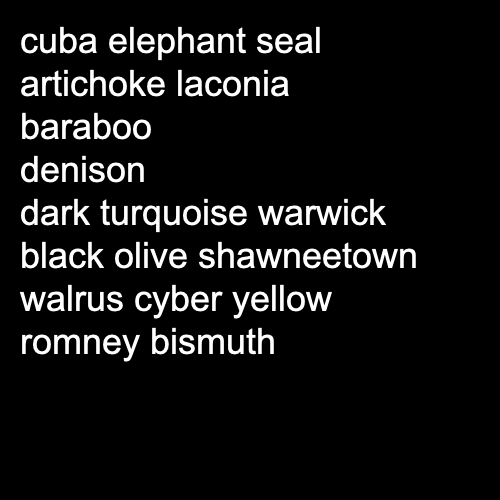 cuba elephant seal
artichoke laconia
baraboo
denison
dark turquoise warwick
black olive shawneetown
walrus cyber yellow
romney bismuth